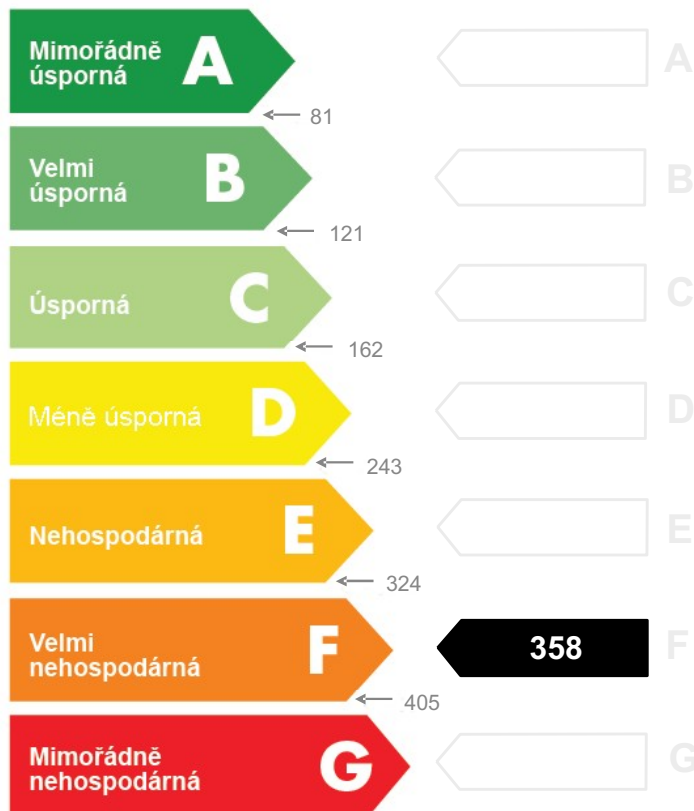 Mimořádně
úsporná
A
A
81
Velmi
úsporná
B
B
121
Úsporná
C
C
162
Méně úsporná
D
D
243
Nehospodárná
E
E
324
Velmi
nehospodárná
F
358
F
405
Mimořádně
nehospodárná
G
G